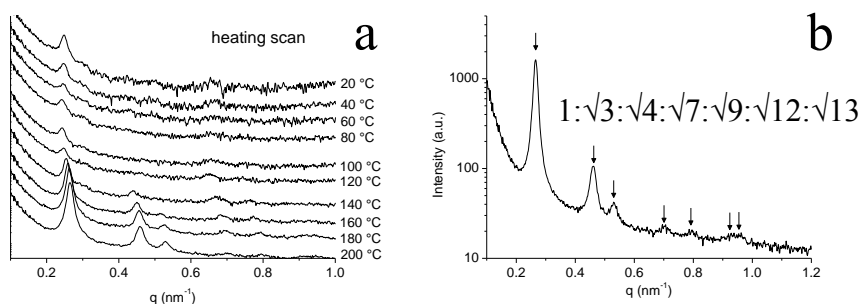 a
heating scan
20 °C
40 °C
60 °C
80 °C
100 °C
120 °C
140 °C
160 °C
180 °C
200 °C
0.2 0.4 0.6 0.8 1.0
q (nm⁻¹)
b
1:√3:√4:√7:√9:√12:√13
Intensity (a.u.)
1000
100
10
0.2 0.4 0.6 0.8 1.0 1.2
q (nm⁻¹)